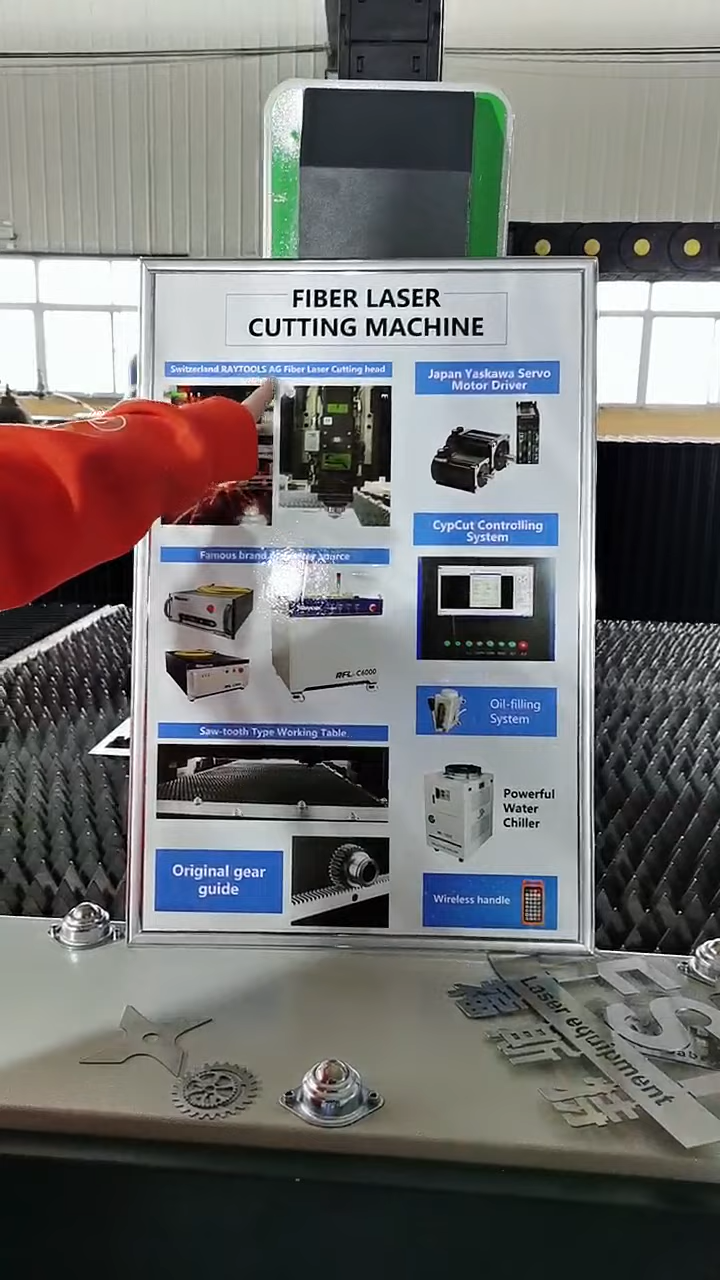 FIBER LASER
CUTTING MACHINE
Switzerland RAYTOOLS AG Fiber Laser Cutting head
Famous brand
source
RFL-C6000
Saw-tooth Type Working Table
Original gear
guide
Japan Yaskawa Servo
Motor Driver
CypCut Controlling
System
Oil-filling
System
Powerful
Water
Chiller
Wireless handle
Laser equipment